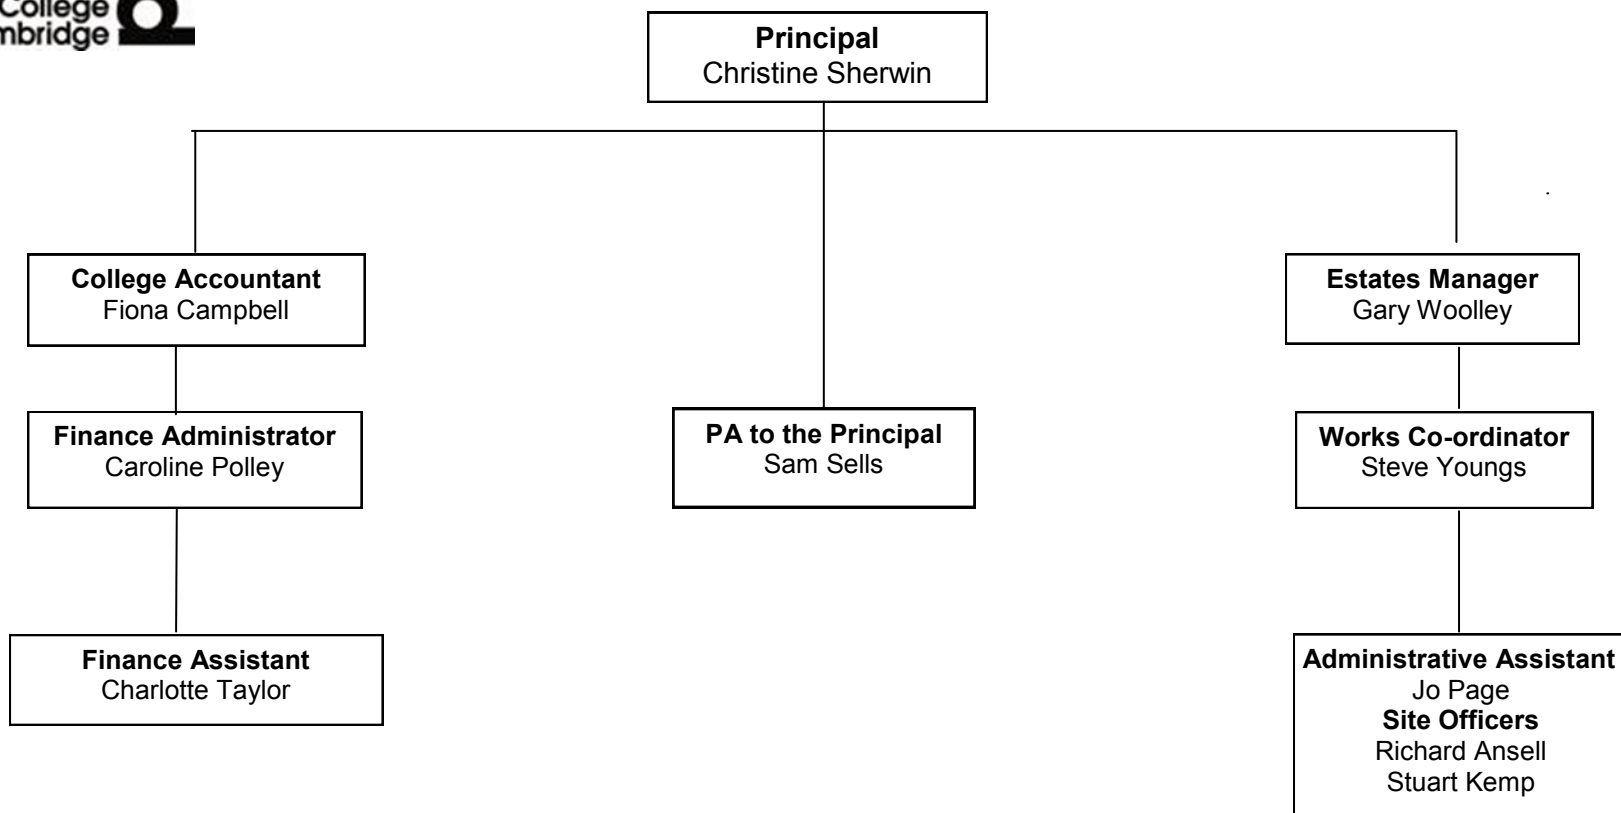 College
mbridge
Principal
Christine Sherwin
College Accountant
Fiona Campbell
Estates Manager
Gary Woolley
Finance Administrator
Caroline Polley
PA to the Principal
Sam Sells
Works Co-ordinator
Steve Youngs
Finance Assistant
Charlotte Taylor
Administrative Assistant
Jo Page
Site Officers
Richard Ansell
Stuart Kemp